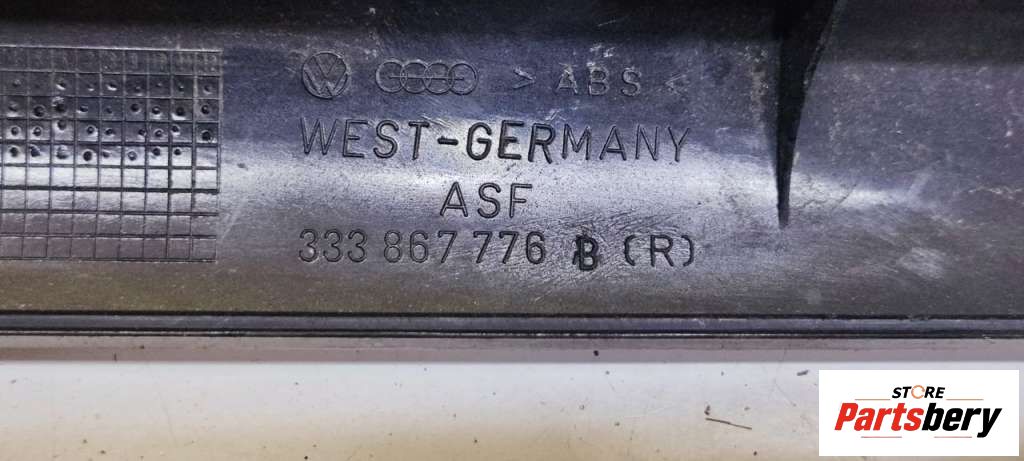 > ABS <
WEST-GERMANY
ASF
333 867 776 B (R)
STORE
Partsbery